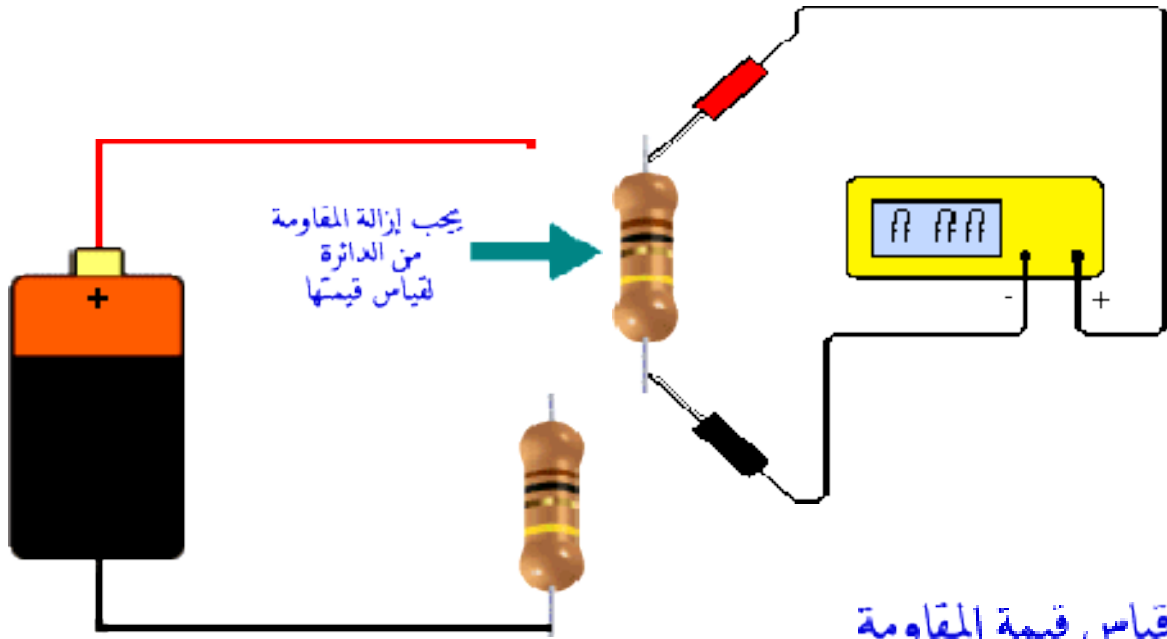 يجب إزالة المقاومة
من الدائرة
لقياس قيمتها
+
- +
قياس قيمة المقاومة